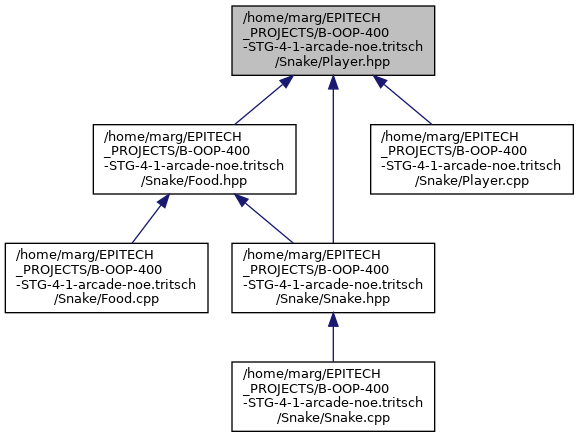 /home/marg/EPITECH
_PROJECTS/B-OOP-400
-STG-4-1-arcade-noe.tritsch
/Snake/Player.hpp
/home/marg/EPITECH
_PROJECTS/B-OOP-400
-STG-4-1-arcade-noe.tritsch
/Snake/Food.hpp
/home/marg/EPITECH
_PROJECTS/B-OOP-400
-STG-4-1-arcade-noe.tritsch
/Snake/Player.cpp
/home/marg/EPITECH
_PROJECTS/B-OOP-400
-STG-4-1-arcade-noe.tritsch
/Snake/Food.cpp
/home/marg/EPITECH
_PROJECTS/B-OOP-400
-STG-4-1-arcade-noe.tritsch
/Snake/Snake.hpp
/home/marg/EPITECH
_PROJECTS/B-OOP-400
-STG-4-1-arcade-noe.tritsch
/Snake/Snake.cpp